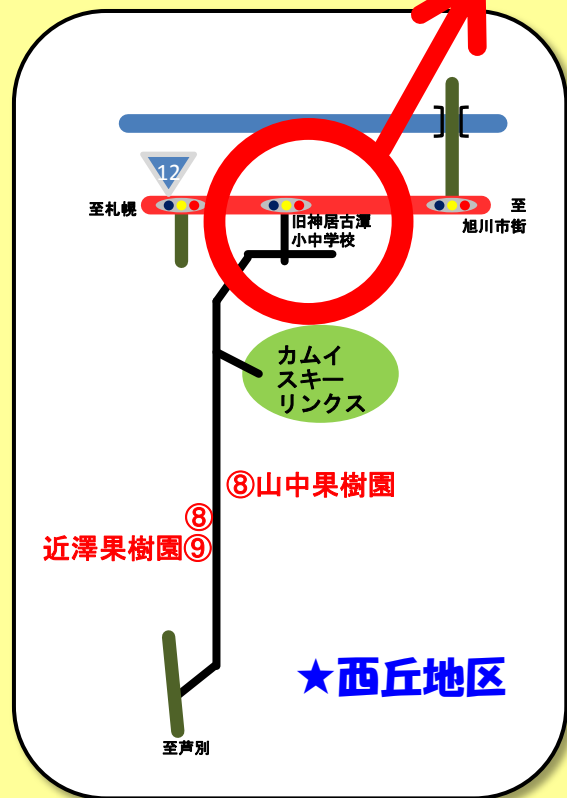 12
至札幌
旧神居古潭
小中学校
至
旭川市街
カムイ
スキー
リンクス
⑧山中果樹園
⑧
近澤果樹園⑨
★西丘地区
至芦別